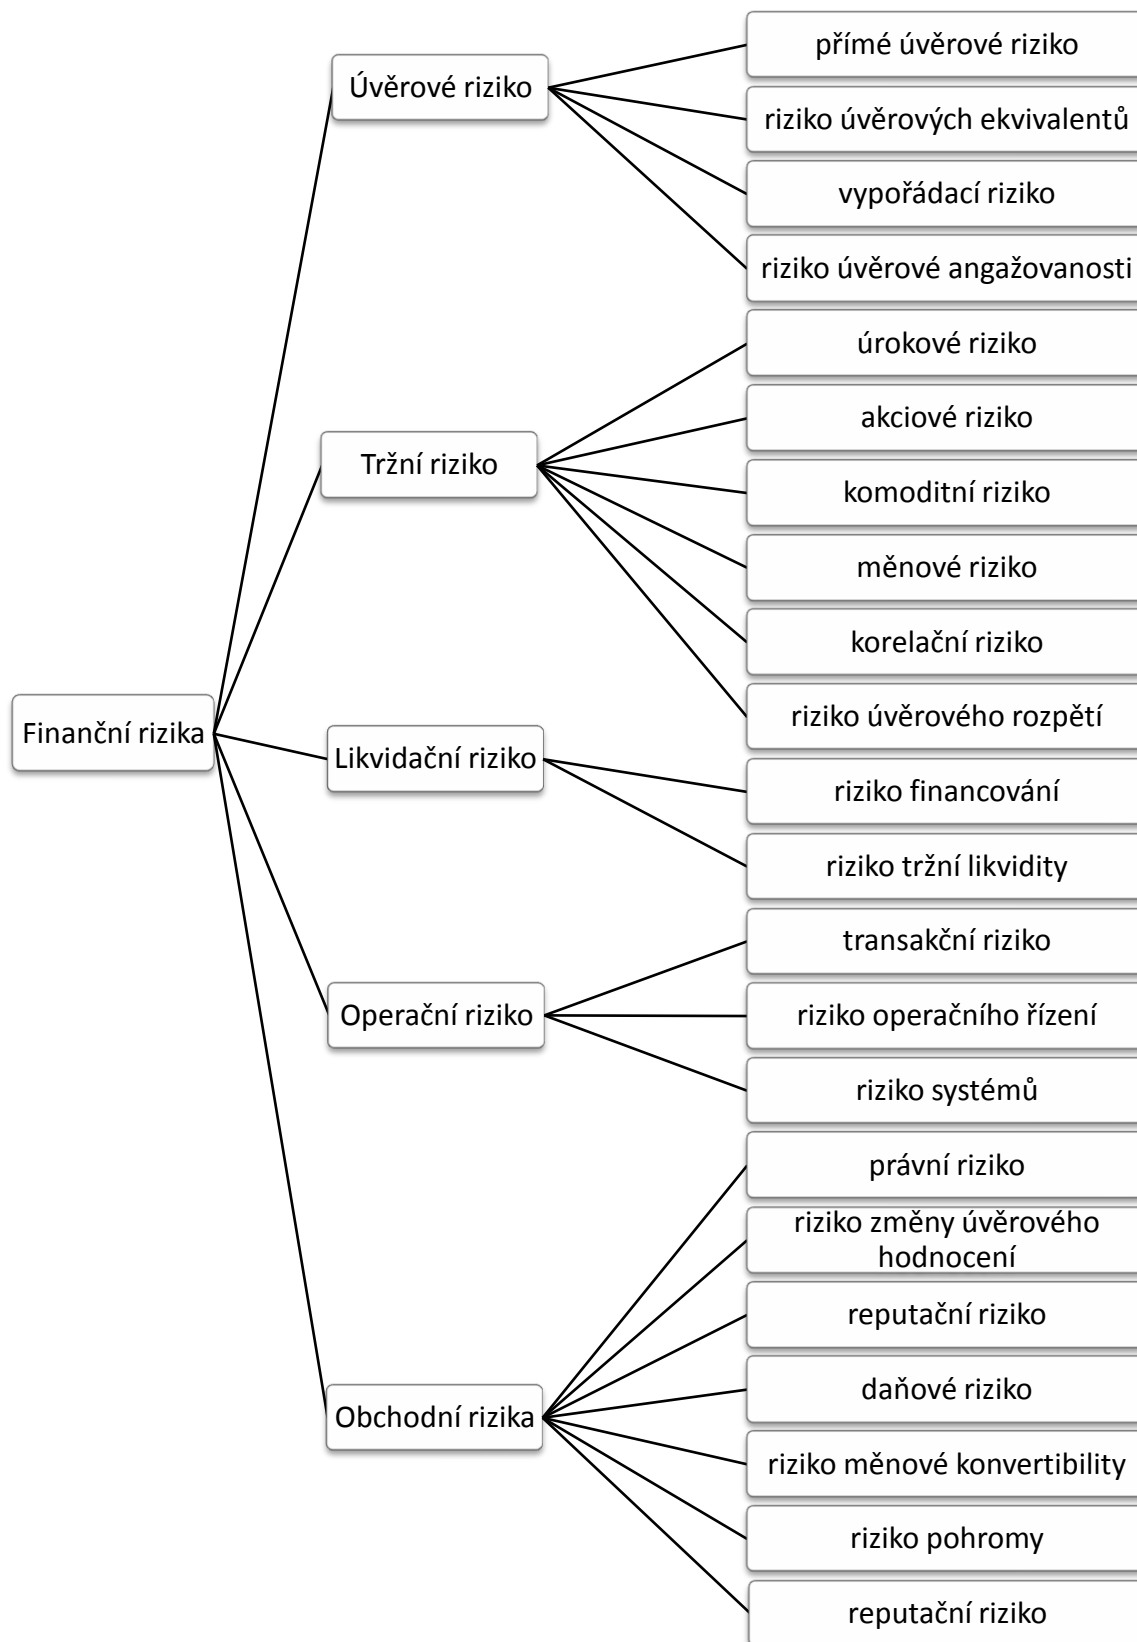 Finanční rizika
Úvěrové riziko
přímé úvěrové riziko
riziko úvěrových ekvivalentů
vypořádací riziko
riziko úvěrové angažovanosti
Tržní riziko
úrokové riziko
akciové riziko
komoditní riziko
měnové riziko
korelační riziko
riziko úvěrového rozpětí
Likvidační riziko
riziko financování
riziko tržní likvidity
Operační riziko
transakční riziko
riziko operačního řízení
riziko systémů
Obchodní rizika
právní riziko
riziko změny úvěrového
hodnocení
reputační riziko
daňové riziko
riziko měnové konvertibility
riziko pohromy
reputační riziko